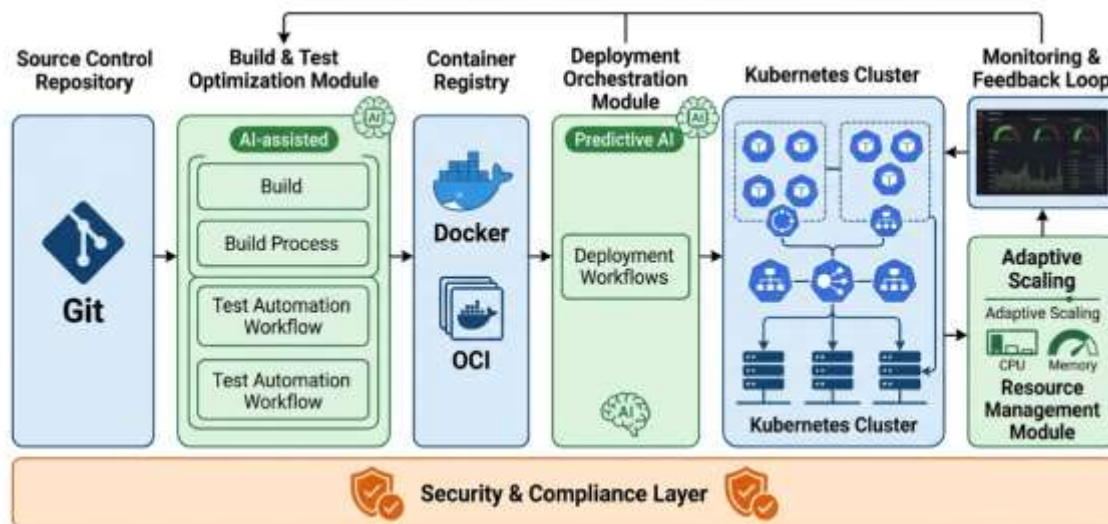 Source Control
Repository
Build & Test
Optimization Module
Container
Registry
Deployment
Orchestration
Module
Kubernetes Cluster
Monitoring &
Feedback Loop
AI
AI-assisted
Build
Build Process
Test Automation
Workflow
Test Automation
Workflow
Git
Docker
OCI
AI
Predictive AI
Deployment
Workflows
AI
Kubernetes Cluster
Adaptive
Scaling
Adaptive Scaling
CPU
Memory
Resource
Management
Module
Security & Compliance Layer